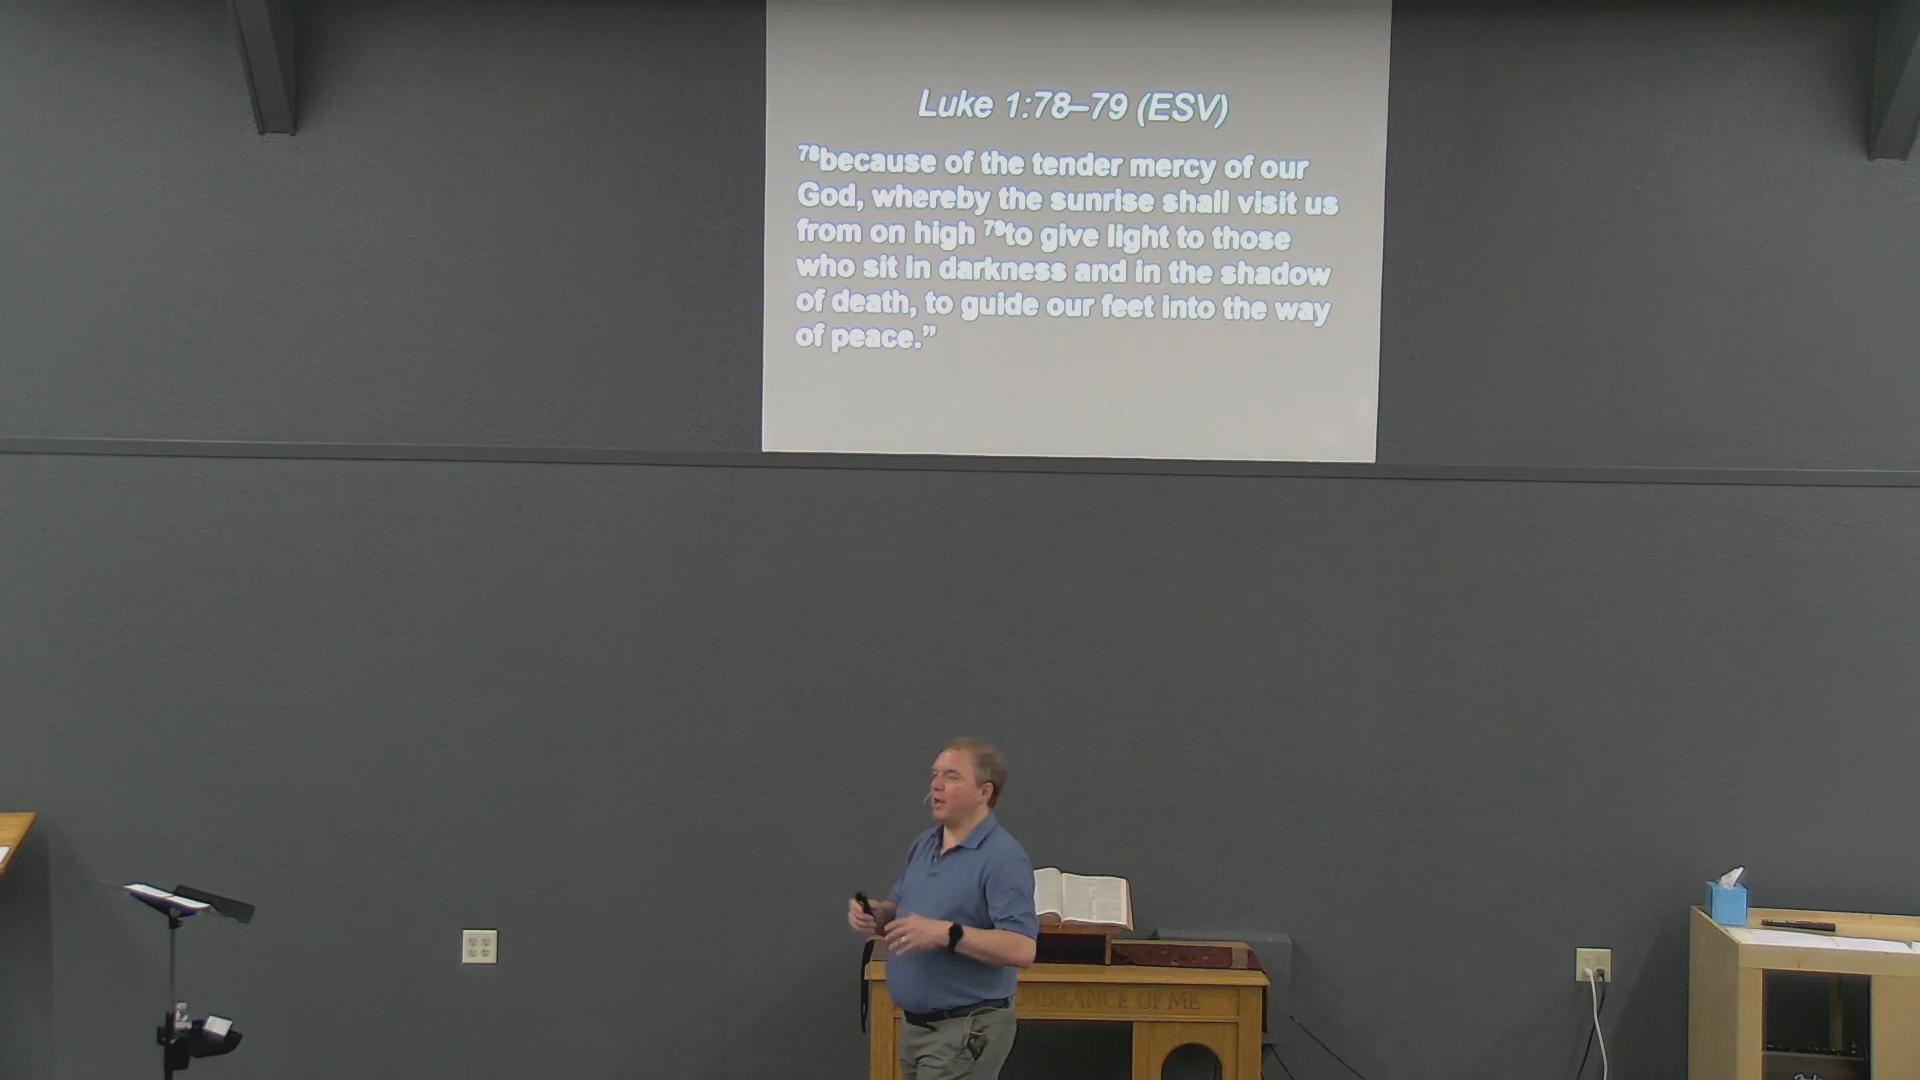 Luke 1:78–79 (ESV)
78because of the tender mercy of our
God, whereby the sunrise shall visit us
from on high 79to give light to those
who sit in darkness and in the shadow
of death, to guide our feet into the way
of peace.”
OF ME